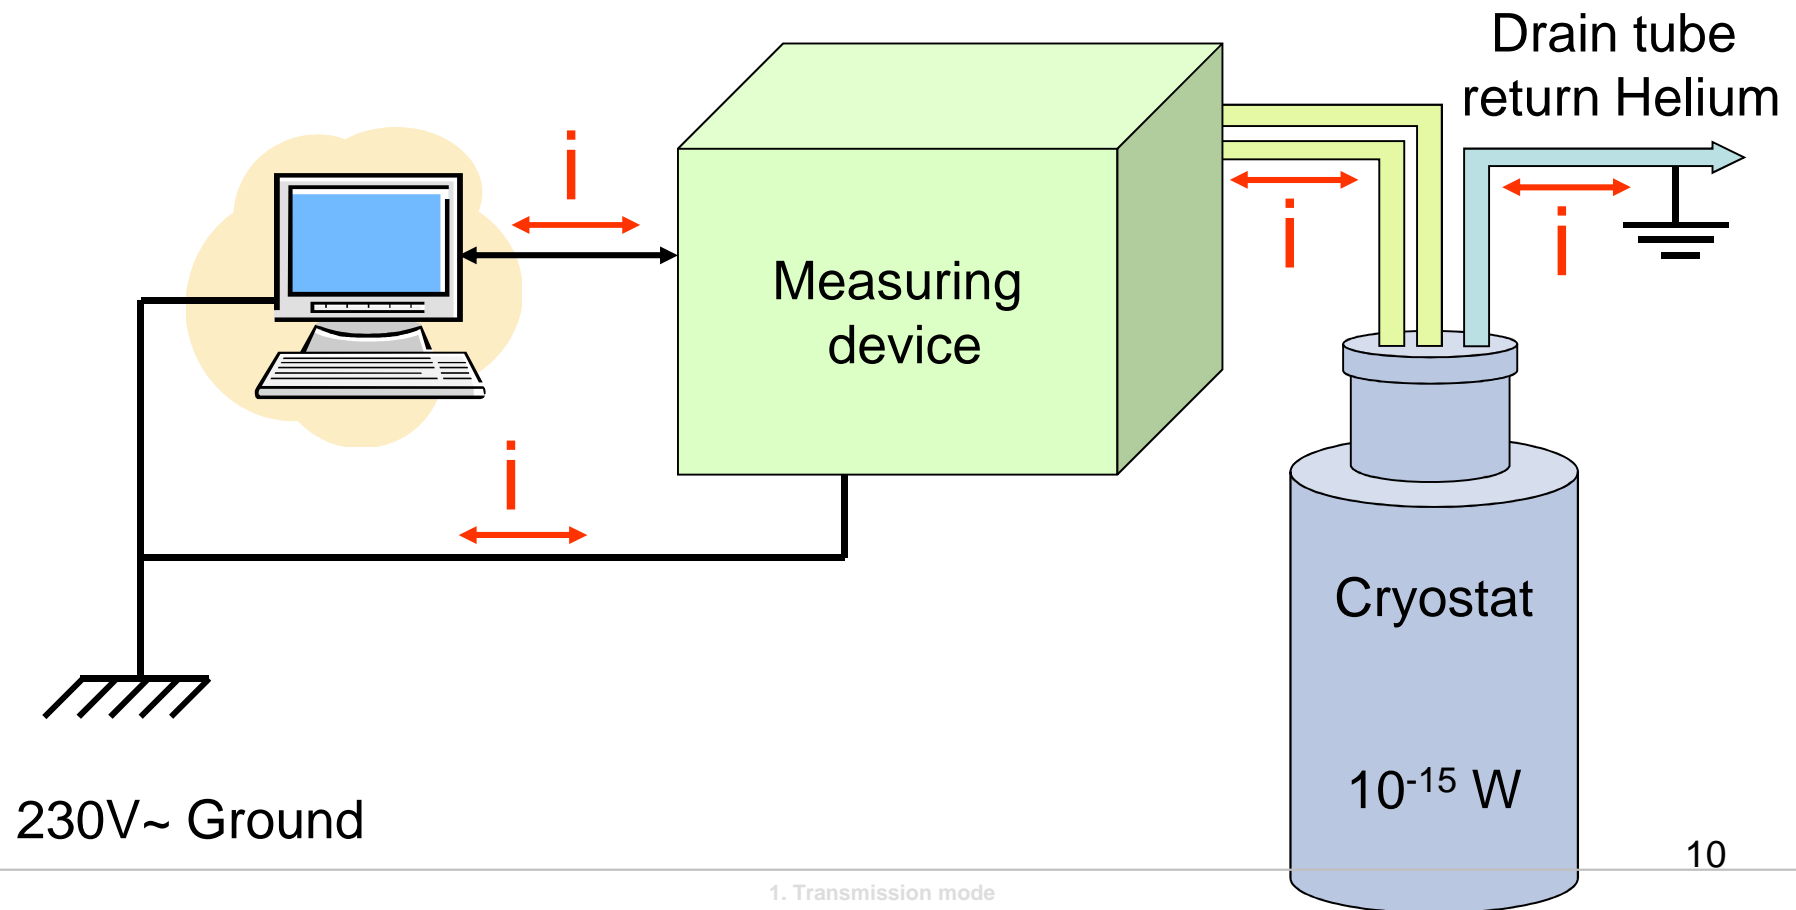 Drain tube
return Helium
i
i
i
Measuring
device
i
Cryostat
10⁻¹⁵ W
230V~ Ground
10
1. Transmission mode